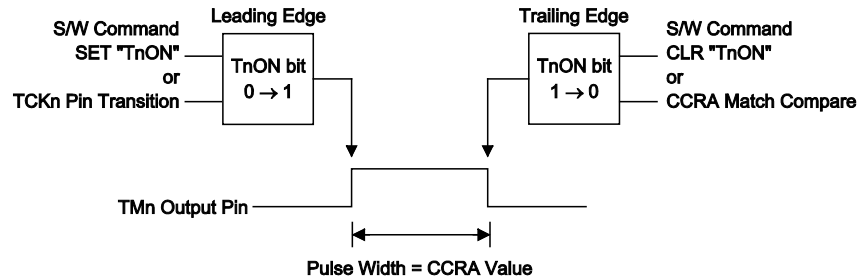 Leading Edge
S/W Command
SET "TnON"
or
TCKn Pin Transition
TnON bit
0 → 1
Trailing Edge
TnON bit
1 → 0
S/W Command
CLR "TnON"
or
CCRA Match Compare
TMn Output Pin
Pulse Width = CCRA Value